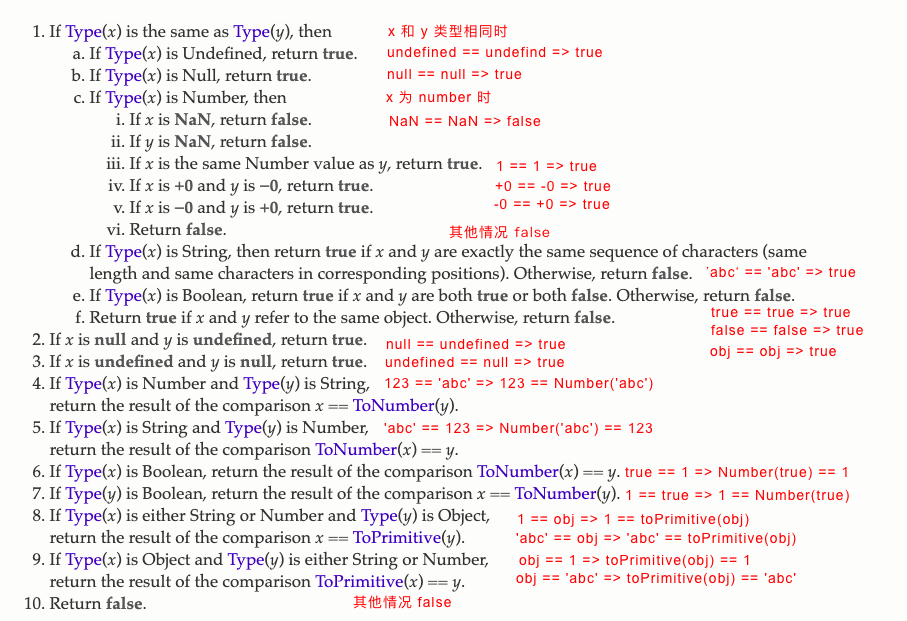 1. If Type(x) is the same as Type(y), then x 和 y 类型相同时
a. If Type(x) is Undefined, return true. undefined == undefind => true
b. If Type(x) is Null, return true. null == null => true
c. If Type(x) is Number, then x 为 number 时
i. If x is NaN, return false. NaN == NaN => false
ii. If y is NaN, return false.
iii. If x is the same Number value as y, return true. 1 == 1 => true
iv. If x is +0 and y is −0, return true. +0 == -0 => true
v. If x is −0 and y is +0, return true. -0 == +0 => true
vi. Return false. 其他情况 false
d. If Type(x) is String, then return true if x and y are exactly the same sequence of characters (same
length and same characters in corresponding positions). Otherwise, return false. 'abc' == 'abc' => true
e. If Type(x) is Boolean, return true if x and y are both true or both false. Otherwise, return false.
true == true => true
f. Return true if x and y refer to the same object. Otherwise, return false.
false == false => true
2. If x is null and y is undefined, return true. null == undefined => true
obj == obj => true
3. If x is undefined and y is null, return true. undefined == null => true
4. If Type(x) is Number and Type(y) is String, 123 == 'abc' => 123 == Number('abc')
return the result of the comparison x == ToNumber(y).
5. If Type(x) is String and Type(y) is Number, 'abc' == 123 => Number('abc') == 123
return the result of the comparison ToNumber(x) == y.
6. If Type(x) is Boolean, return the result of the comparison ToNumber(x) == y. true == 1 => Number(true) == 1
7. If Type(y) is Boolean, return the result of the comparison x == ToNumber(y). 1 == true => 1 == Number(true)
8. If Type(x) is either String or Number and Type(y) is Object, 1 == obj => 1 == toPrimitive(obj)
return the result of the comparison x == ToPrimitive(y). 'abc' == obj => 'abc' == toPrimitive(obj)
9. If Type(x) is Object and Type(y) is either String or Number, obj == 1 => toPrimitive(obj) == 1
return the result of the comparison ToPrimitive(x) == y. obj == 'abc' => toPrimitive(obj) == 'abc'
10. Return false. 其他情况 false